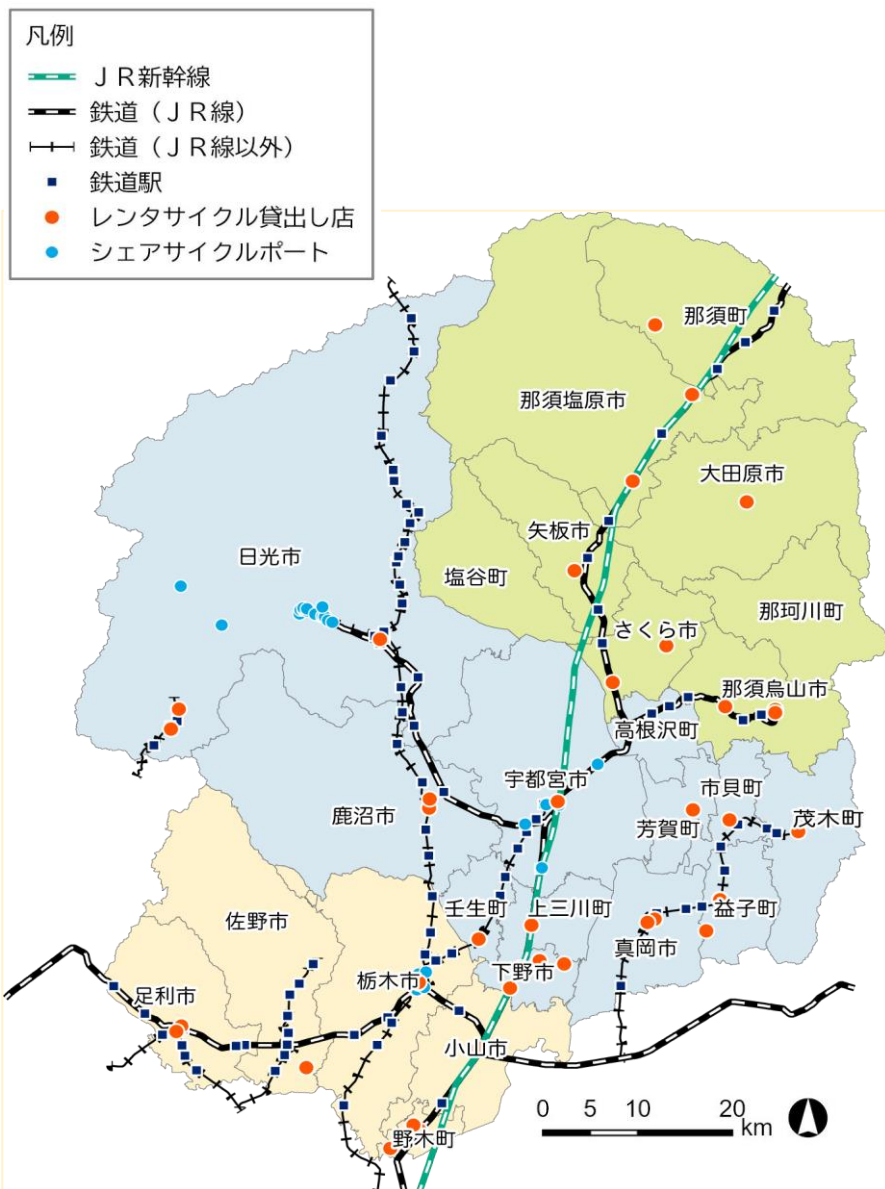 凡例
ＪＲ新幹線
鉄道（ＪＲ線）
鉄道（ＪＲ線以外）
鉄道駅
レンタサイクル貸出し店
シェアサイクルポート
那須町
那須塩原市
大田原市
矢板市
日光市
塩谷町
那珂川町
さくら市
那須烏山市
高根沢町
宇都宮市
市貝町
鹿沼市
芳賀町
茂木町
壬生町
上三川町
益子町
佐野市
真岡市
下野市
栃木市
足利市
小山市
野木町
0 5 10 20
km